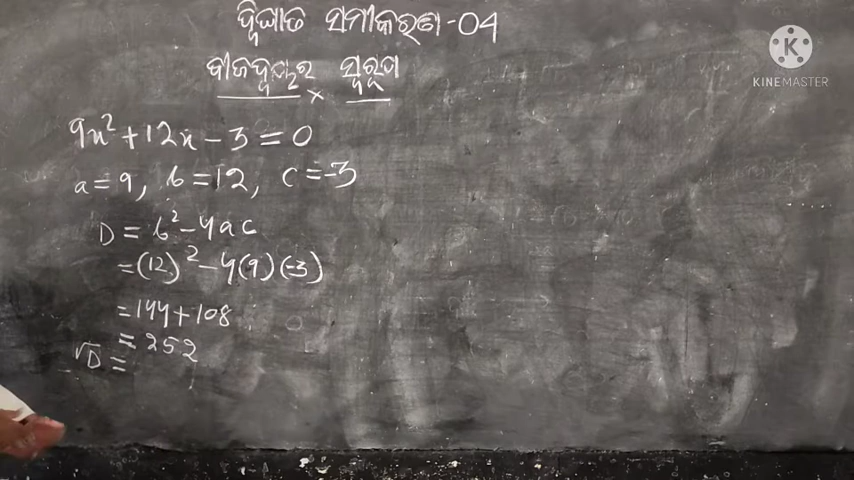 ଦ୍ୱିଘାତ ସମୀକରଣ-04
ବୀଜଦ୍ୱୟର ସ୍ୱରୂପ
KINEMASTER
9x² + 12x - 3 = 0
a = 9, b = 12, c = -3
D = b² - 4ac
= (12)² - 4(9)(-3)
= 144 + 108
= 252
√D =